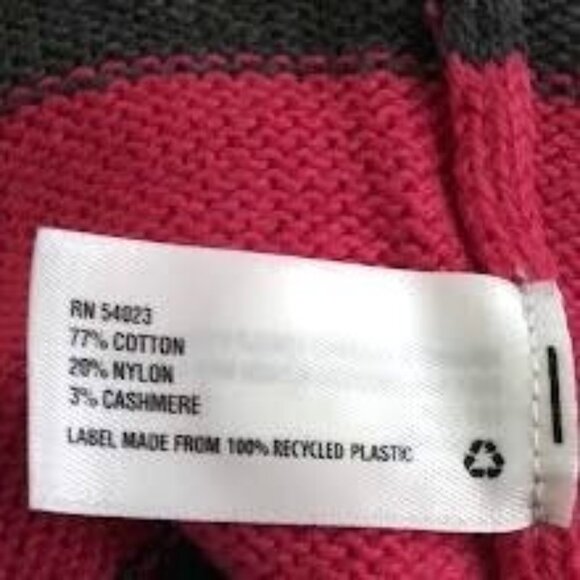 RN 54023
77% COTTON
20% NYLON
3% CASHMERE
LABEL MADE FROM 100% RECYCLED PLASTIC